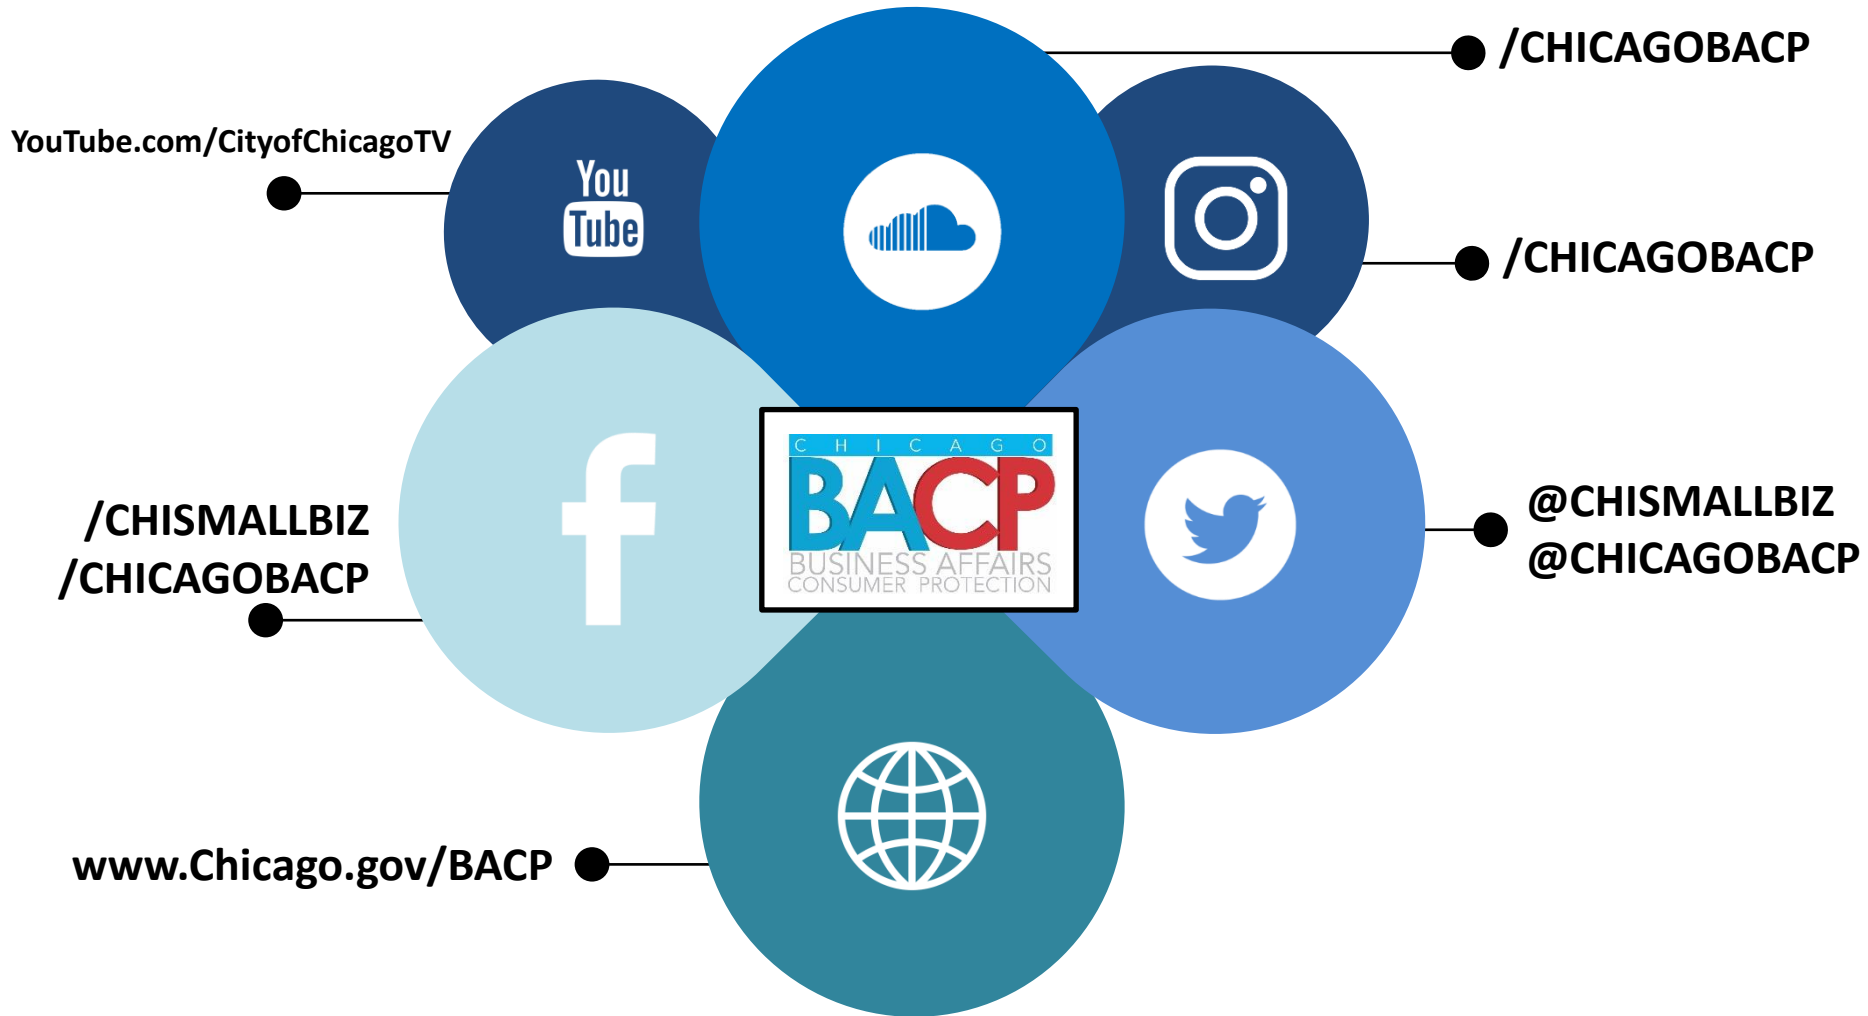 /CHICAGOBACP
YouTube.com/CityofChicagoTV
You
Tube
/CHICAGOBACP
CHICAGO
BACP
BUSINESS AFFAIRS
CONSUMER PROTECTION
f
/CHISMALLBIZ
/CHICAGOBACP
@CHISMALLBIZ
@CHICAGOBACP
www.Chicago.gov/BACP